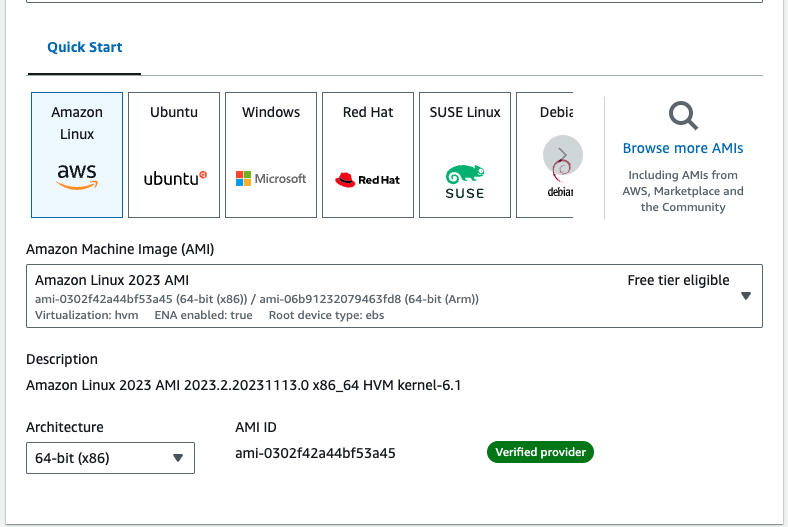 Quick Start
Amazon
Linux
aws
Ubuntu
ubuntu
Windows
Microsoft
Red Hat
Red Hat
SUSE Linux
SUSE
Debia
debian
Browse more AMIs
Including AMIs from
AWS, Marketplace and
the Community
Amazon Machine Image (AMI)
Amazon Linux 2023 AMI
Free tier eligible
ami-0302f42a44bf53a45 (64-bit (x86)) / ami-06b91232079463fd8 (64-bit (Arm))
Virtualization: hvm ENA enabled: true Root device type: ebs
Description
Amazon Linux 2023 AMI 2023.2.20231113.0 x86_64 HVM kernel-6.1
Architecture
AMI ID
64-bit (x86)
ami-0302f42a44bf53a45
Verified provider